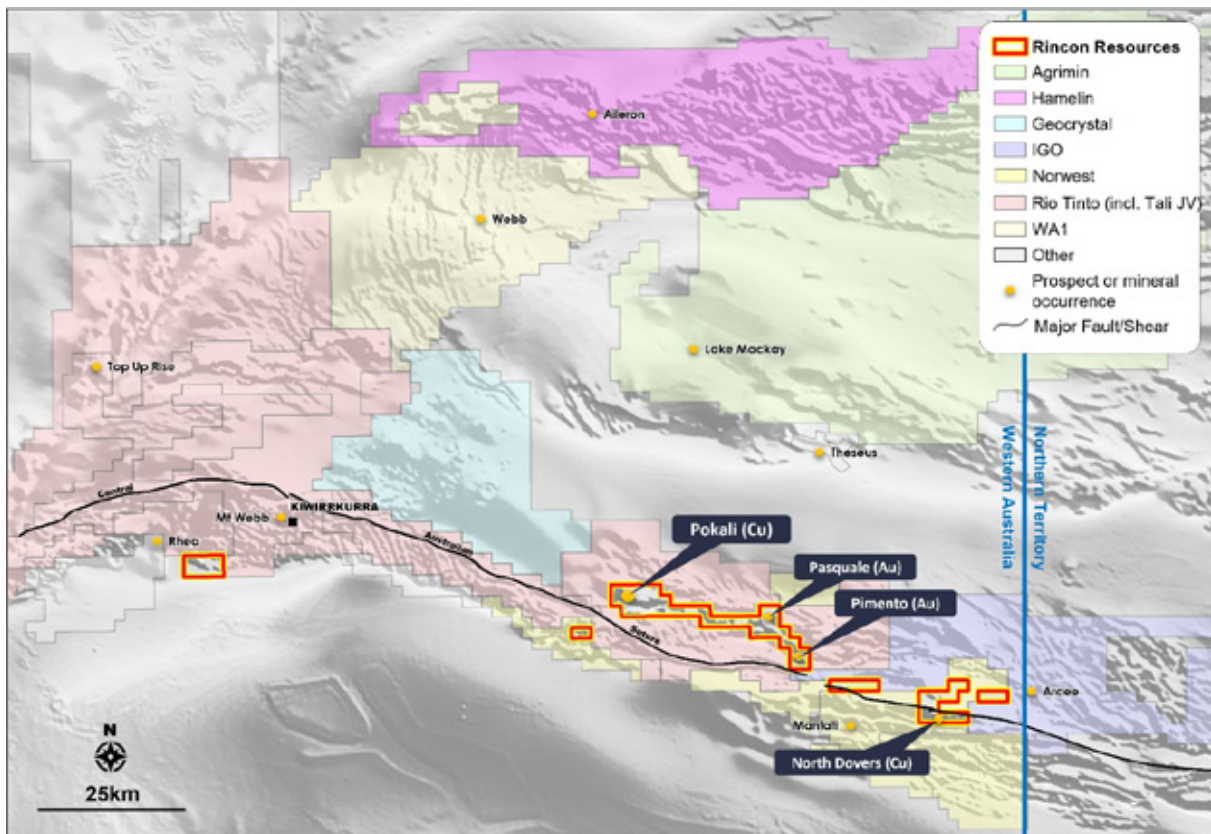 Rincon Resources
Agrimin
Hamelin
Geocrystal
IGO
Norwest
Rio Tinto (incl. Tali JV)
WA1
Other
Prospect or mineral
occurrence
Major Fault/Shear
Aileron
Webb
Lake Mackay
Top Up Rise
Theseus
Central
Mt Webb
KIWIRRKURRA
Rhea
Australian
Suture
Pokali (Cu)
Pasquale (Au)
Pimento (Au)
Arcee
Mantati
North Dovers (Cu)
Western Australia
Northern Territory
N
25km